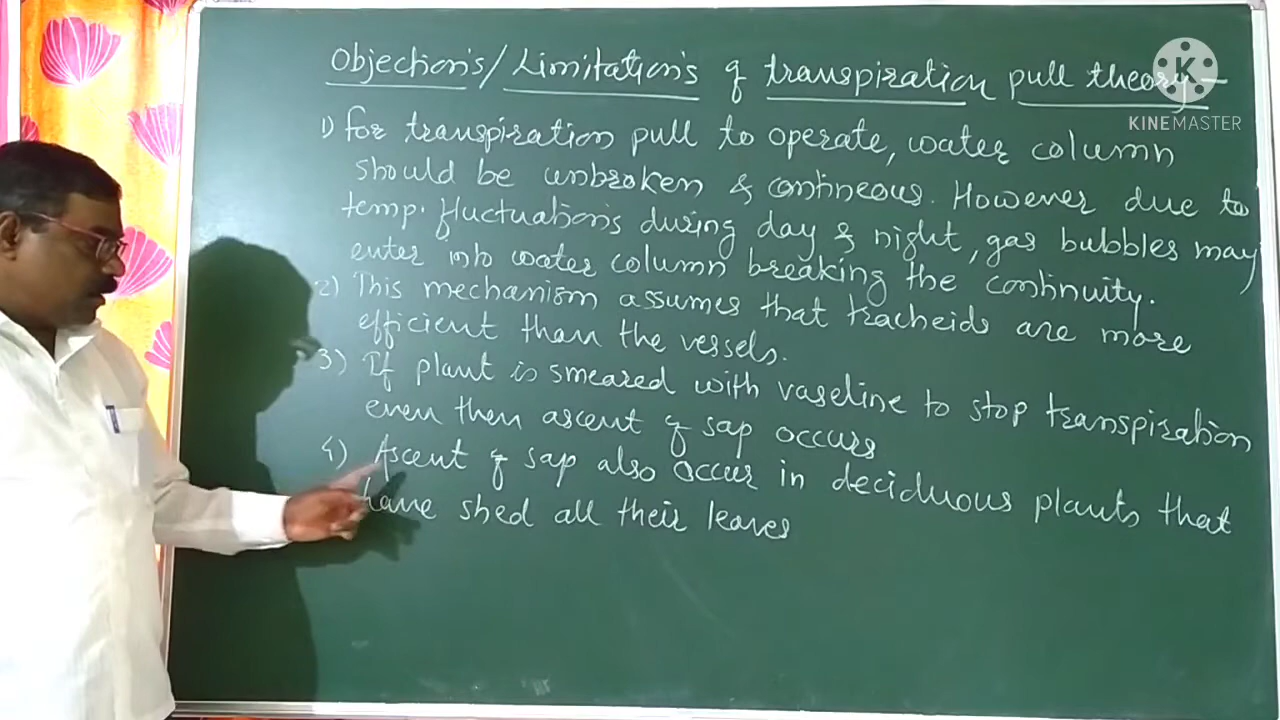 Objection's/Limitation's of transpiration pull theory -
KINEMASTER
1) For transpiration pull to operate, water column
should be unbroken & contineous. However due to
temp. fluctuation's during day & night, gas bubbles may
enter into water column breaking the continuity.
2) This mechanism assumes that tracheids are more
efficient than the vessels.
3) If plant is smeared with vaseline to stop transpiration
even then ascent of sap occurs
4) Ascent of sap also occur in deciduous plants that
have shed all their leaves